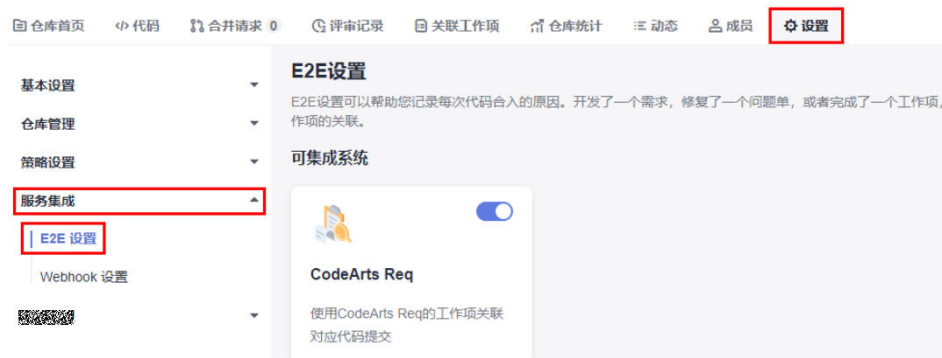 仓库首页 </> 代码 合并请求 0 评审记录 关联工作项 仓库统计 动态 成员 设置
基本设置
仓库管理
策略设置
服务集成
E2E 设置
Webhook 设置
E2E设置
E2E设置可以帮助您记录每次代码合入的原因。开发了一个需求，修复了一个问题单，或者完成了一个工作项，
作项的关联。
可集成系统
CodeArts Req
使用CodeArts Req的工作项关联
对应代码提交